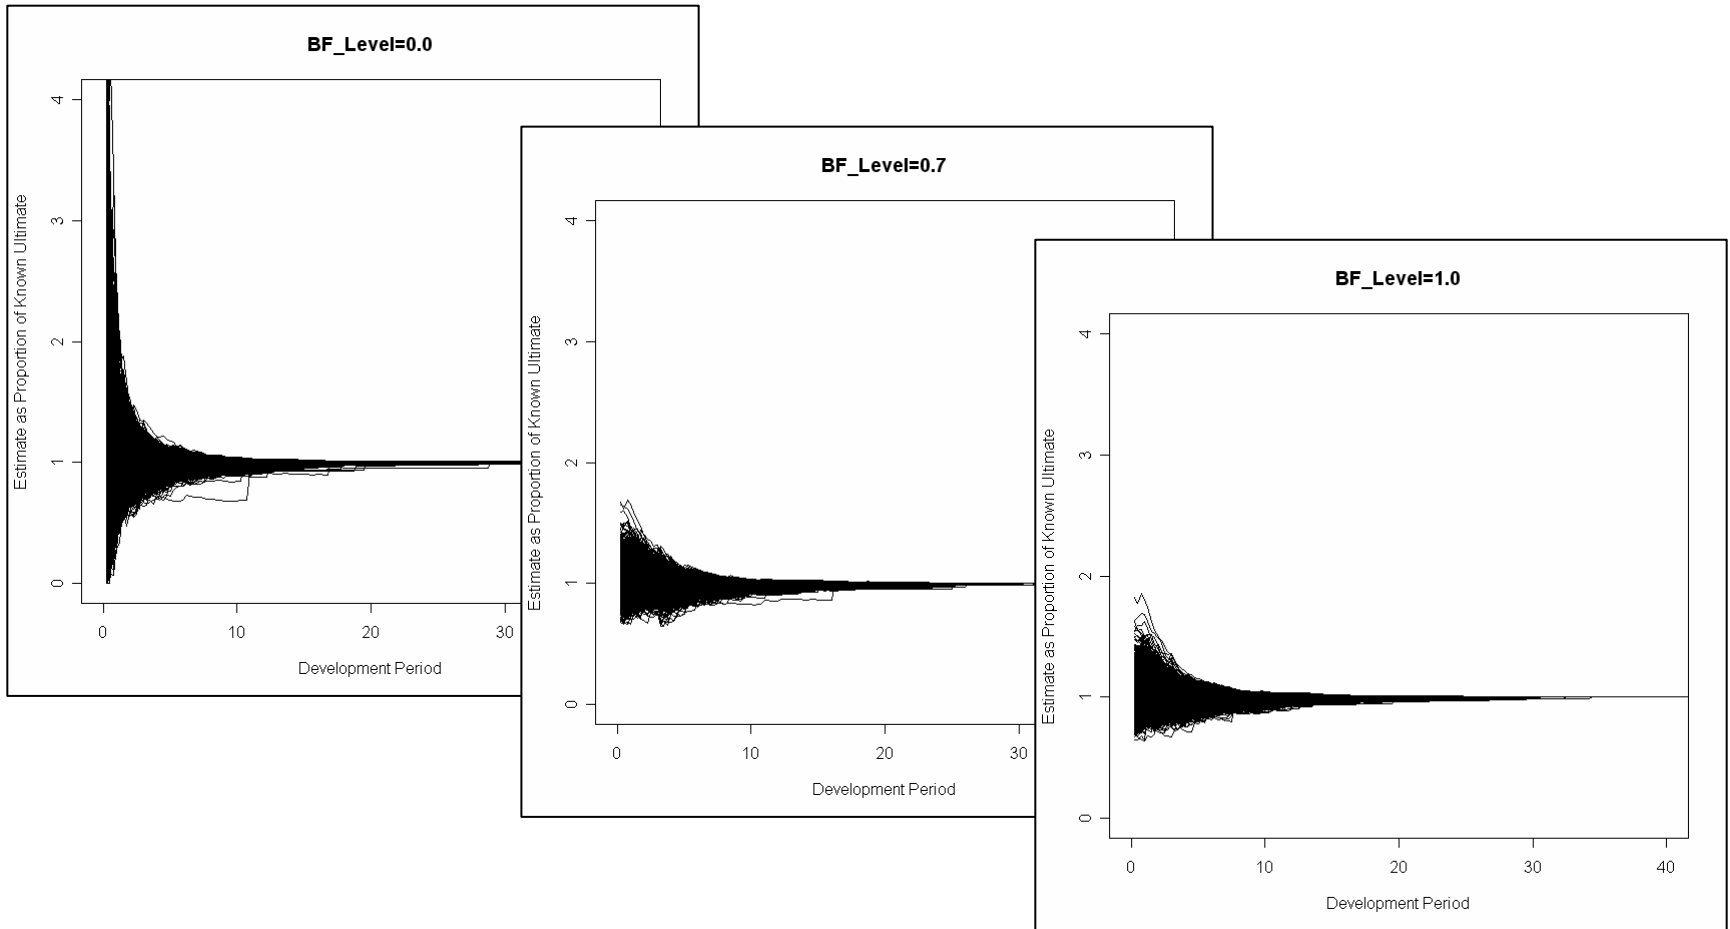 BF_Level=0.0
Estimate as Proportion of Known Ultimate
4
3
2
1
0
0 10 20 30
Development Period
BF_Level=0.7
Estimate as Proportion of Known Ultimate
4
3
2
1
0
0 10 20 30
Development Period
BF_Level=1.0
Estimate as Proportion of Known Ultimate
4
3
2
1
0
0 10 20 30 40
Development Period